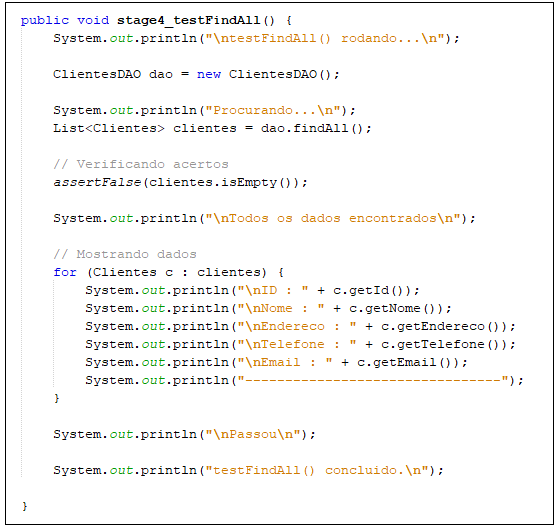 public void stage4_testFindAll() {
System.out.println("\ntestFindAll() rodando...\n");
ClientesDAO dao = new ClientesDAO();
System.out.println("Procurando...\n");
List<Clientes> clientes = dao.findAll();
// Verificando acertos
assertFalse(clientes.isEmpty());
System.out.println("\nTodos os dados encontrados\n");
// Mostrando dados
for (Clientes c : clientes) {
System.out.println("\nID : " + c.getId());
System.out.println("\nNome : " + c.getNome());
System.out.println("\nEndereco : " + c.getEndereco());
System.out.println("\nTelefone : " + c.getTelefone());
System.out.println("\nEmail : " + c.getEmail());
System.out.println("--------------------------------");
}
System.out.println("\nPassou\n");
System.out.println("testFindAll() concluido.\n");
}